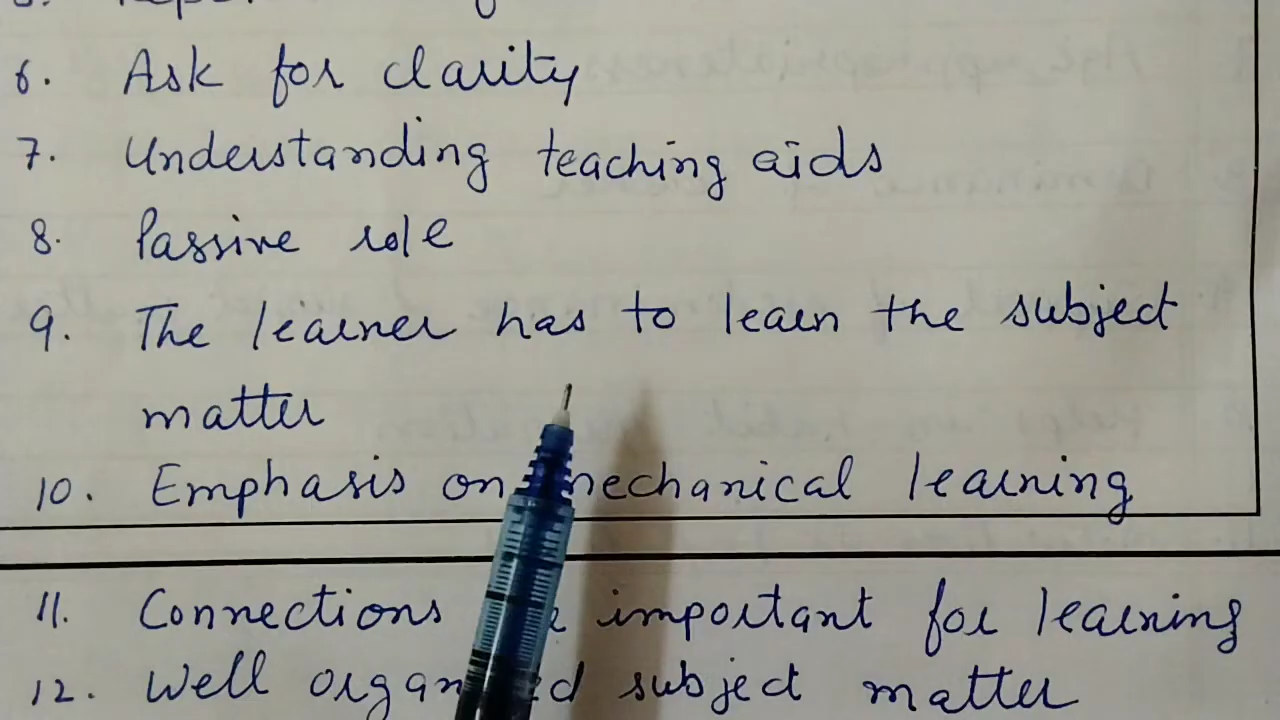 6. Ask for clarity
7. Understanding teaching aids
8. Passive role
9. The learner has to learn the subject
matter
10. Emphasis on mechanical learning
11. Connections important for learning
12. Well organised subject matter